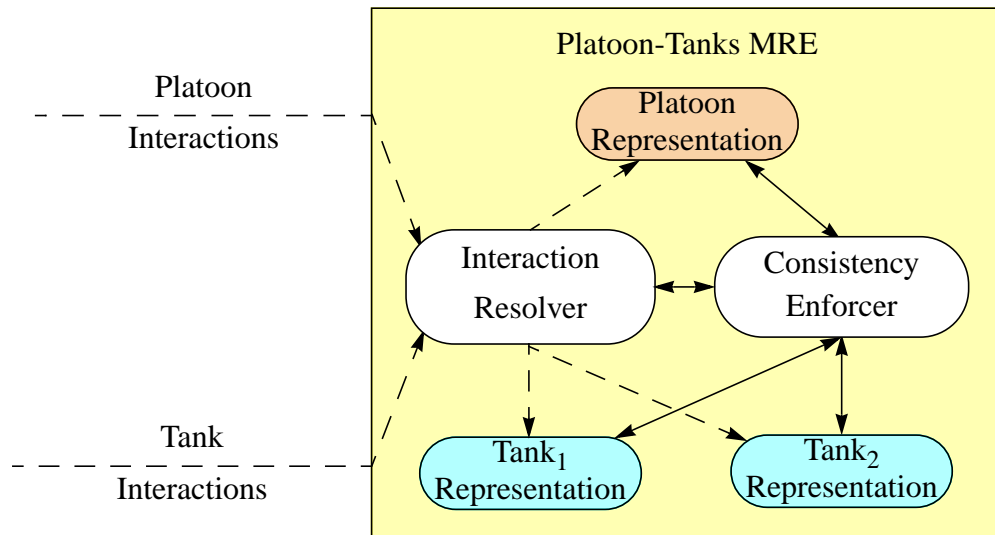 Platoon-Tanks MRE
Platoon
Interactions
Platoon
Representation
Interaction
Resolver
Consistency
Enforcer
Tank
Interactions
Tank₁
Representation
Tank₂
Representation